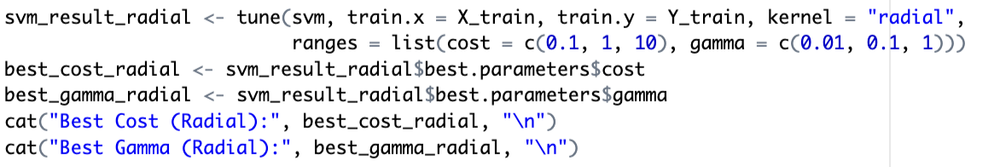 svm_result_radial <- tune(svm, train.x = X_train, train.y = Y_train, kernel = "radial",
ranges = list(cost = c(0.1, 1, 10), gamma = c(0.01, 0.1, 1)))
best_cost_radial <- svm_result_radial$best.parameters$cost
best_gamma_radial <- svm_result_radial$best.parameters$gamma
cat("Best Cost (Radial):", best_cost_radial, "\n")
cat("Best Gamma (Radial):", best_gamma_radial, "\n")